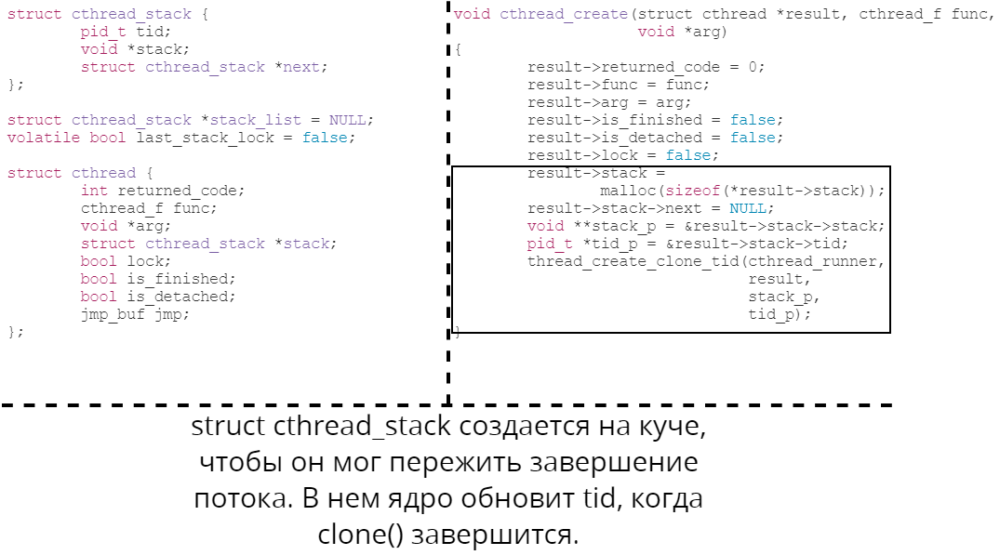 struct cthread_stack {
        pid_t tid;
        void *stack;
        struct cthread_stack *next;
};

struct cthread_stack *stack_list = NULL;
volatile bool last_stack_lock = false;

struct cthread {
        int returned_code;
        cthread_f func;
        void *arg;
        struct cthread_stack *stack;
        bool lock;
        bool is_finished;
        bool is_detached;
        jmp_buf jmp;
};
void cthread_create(struct cthread *result, cthread_f func,
                    void *arg)
{
        result->returned_code = 0;
        result->func = func;
        result->arg = arg;
        result->is_finished = false;
        result->is_detached = false;
        result->lock = false;
        result->stack =
                malloc(sizeof(*result->stack));
        result->stack->next = NULL;
        void **stack_p = &result->stack->stack;
        pid_t *tid_p = &result->stack->tid;
        thread_create_clone_tid(cthread_runner,
                                result,
                                stack_p,
                                tid_p);
}
struct cthread_stack создается на куче,
чтобы он мог пережить завершение
потока. В нем ядро обновит tid, когда
clone() завершится.